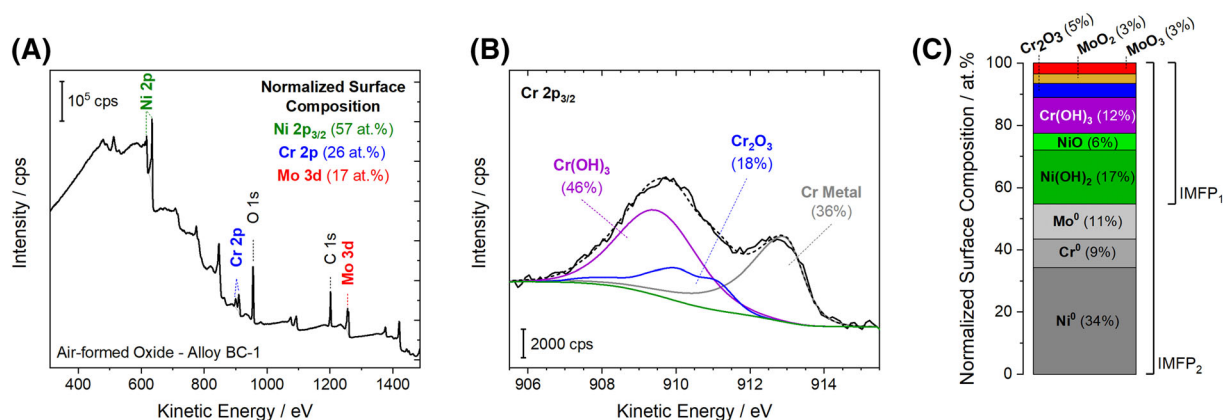 (A)
10⁵ cps
Ni 2p
Normalized Surface
Composition
Ni 2p₃/₂ (57 at.%)
Cr 2p (26 at.%)
Mo 3d (17 at.%)
Cr 2p
O 1s
C 1s
Mo 3d
Air-formed Oxide - Alloy BC-1
Intensity / cps
400 600 800 1000 1200 1400
Kinetic Energy / eV
(B)
Cr 2p₃/₂
Cr(OH)₃
(46%)
Cr₂O₃
(18%)
Cr Metal
(36%)
2000 cps
Intensity / cps
906 908 910 912 914
Kinetic Energy / eV
(C)
Cr₂O₃ (5%)
MoO₂ (3%)
MoO₃ (3%)
Normalized Surface Composition / at.%
100
80
60
40
20
0
Cr(OH)₃ (12%)
NiO (6%)
Ni(OH)₂ (17%)
Mo⁰ (11%)
Cr⁰ (9%)
Ni⁰ (34%)
IMFP₁
IMFP₂